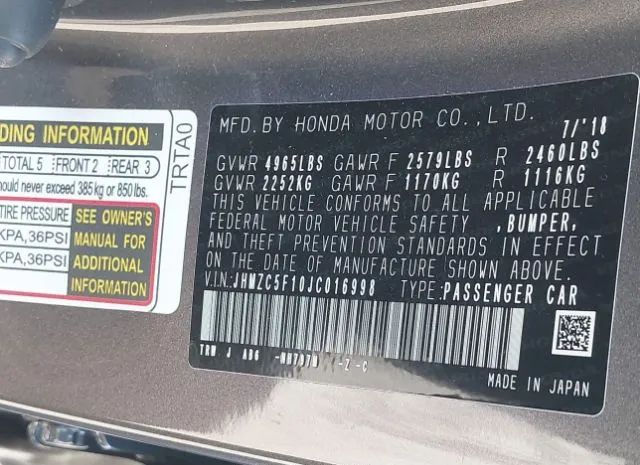 DING INFORMATION
TOTAL 5 FRONT 2 REAR 3
hould never exceed 385 kg or 850 lbs.
TIRE PRESSURE SEE OWNER'S
KPA, 36PSI MANUAL FOR
KPA, 36PSI ADDITIONAL
INFORMATION
TRTA0
MFD. BY HONDA MOTOR CO., LTD. 7/'18
GVWR 4965LBS GAWR F 2579LBS R 2460LBS
GVWR 2252KG GAWR F 1170KG R 1116KG
THIS VEHICLE CONFORMS TO ALL APPLICABLE
FEDERAL MOTOR VEHICLE SAFETY ,BUMPER,
AND THEFT PREVENTION STANDARDS IN EFFECT
ON THE DATE OF MANUFACTURE SHOWN ABOVE.
V.I.N: JHMZC5F10JC016998 TYPE: PASSENGER CAR
TRW J AB6 -NH797M -Z -C
MADE IN JAPAN